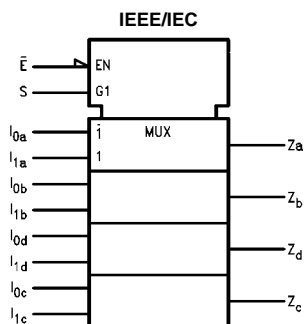 IEEE/IEC
E̅ EN
S G1
I0a 1̅ MUX Za
I1a 1
I0b Zb
I1b
I0d Zd
I1d
I0c Zc
I1c